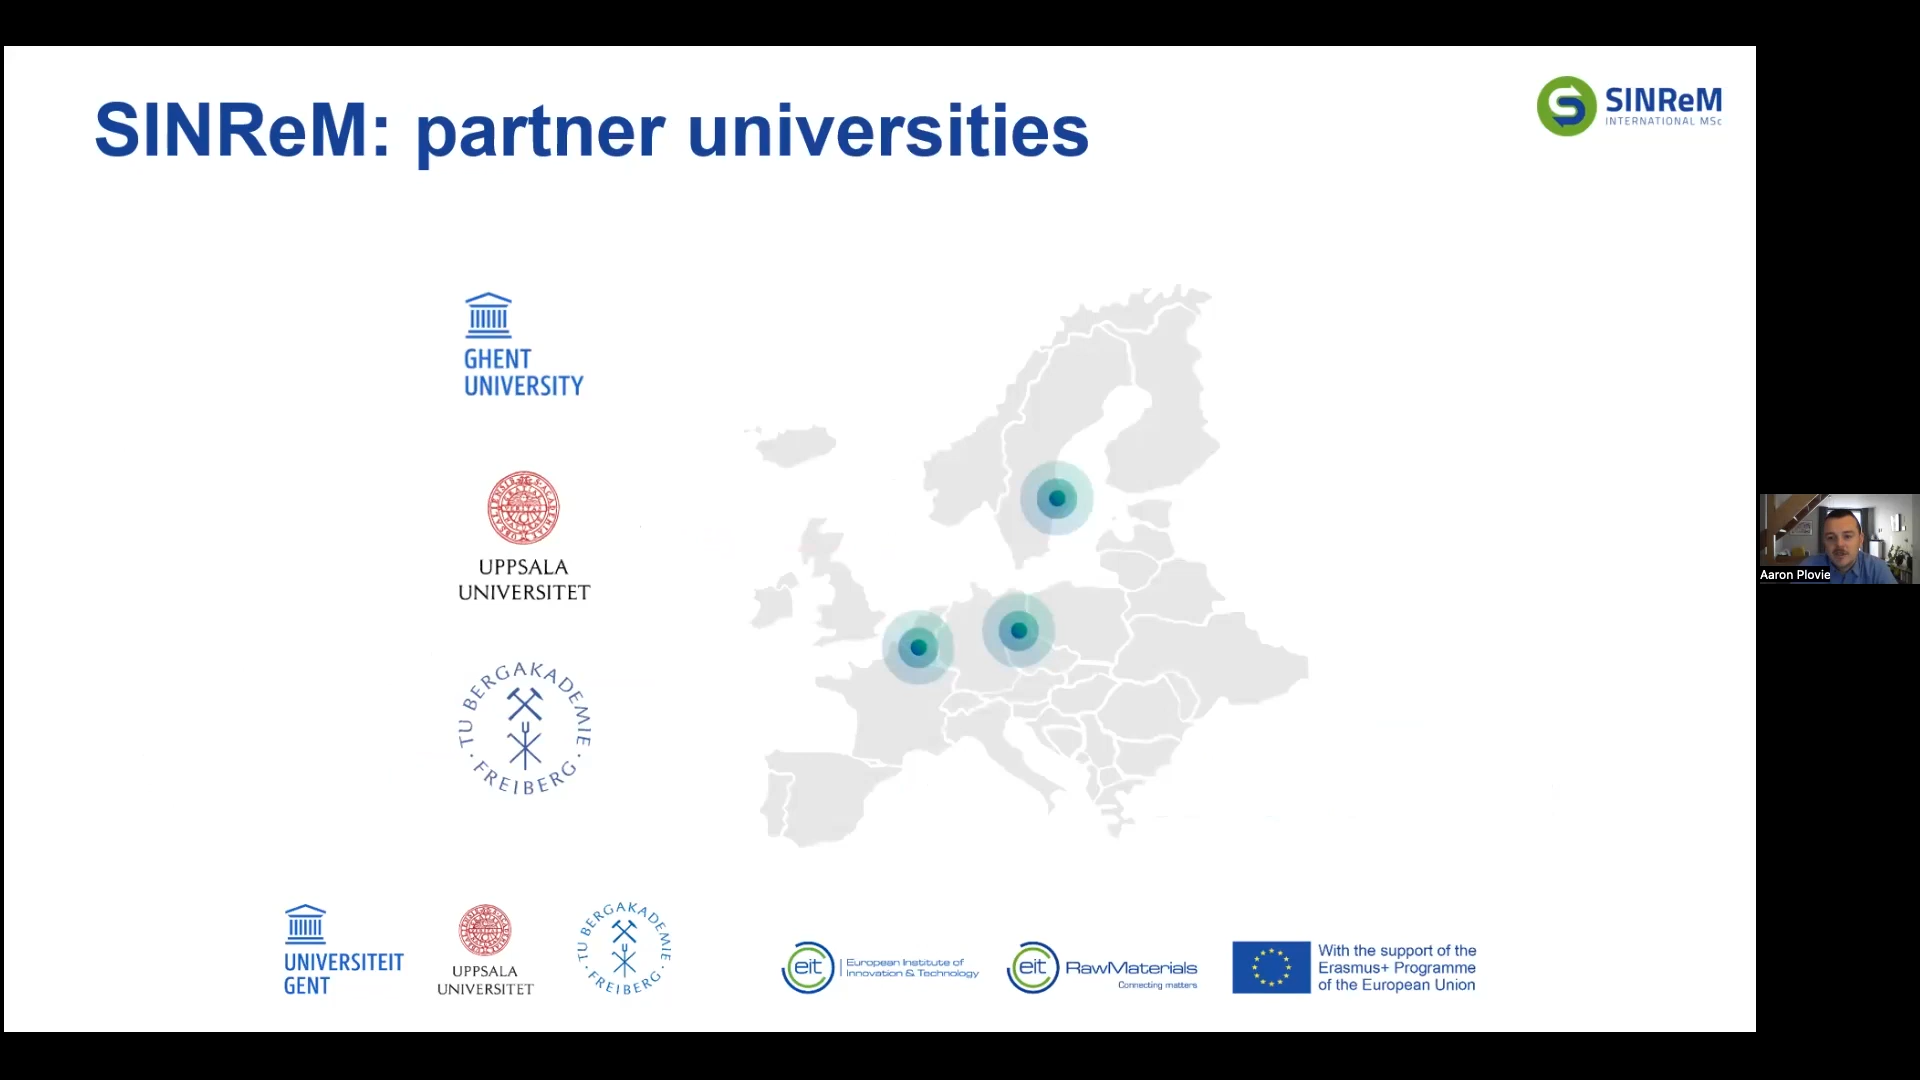 SINReM: partner universities
SINReM
INTERNATIONAL MSc
GHENT
UNIVERSITY
UPPSALA
UNIVERSITET
TU BERGAKADEMIE
FREIBERG
Aaron Plovie
UNIVERSITEIT
GENT
UPPSALA
UNIVERSITET
TU BERGAKADEMIE
FREIBERG
eit
European Institute of
Innovation & Technology
eit
RawMaterials
Connecting matters
With the support of the
Erasmus+ Programme
of the European Union